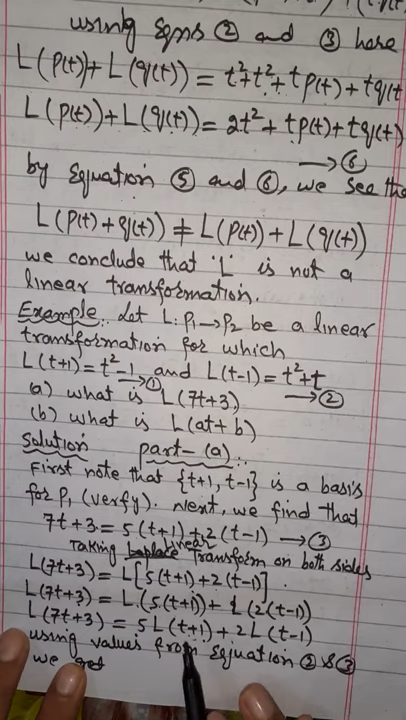 using Eqns ② and ③ here
L(p(t))+L(q(t)) = t²+t²+tp(t)+tq(t
L(p(t))+L(q(t)) = 2t²+tp(t)+tq(t)
→⑥
by Equation ⑤ and ⑥, we see tha
L(p(t)+q(t)) ≠ L(p(t))+L(q(t))
we conclude that 'L' is not a
linear transformation.
Example. Let L:P₁→P₂ be a linear
transformation for which
L(t+1)=t²-1 and L(t-1)=t²+t
→① →②
(a) what is L(7t+3)
(b) what is L(at+b)
Solution part-(a):.
First note that {t+1, t-1} is a basis
for P₁ (verfy). Next, we find that
7t+3=5(t+1)+2(t-1) →③
Taking linear Transform on both sides
L(7t+3)=L[5(t+1)+2(t-1)].
L(7t+3)=L(5(t+1))+L(2(t-1))
L(7t+3)=5L(t+1)+2L(t-1)
using values from Equation ② & ③
we get